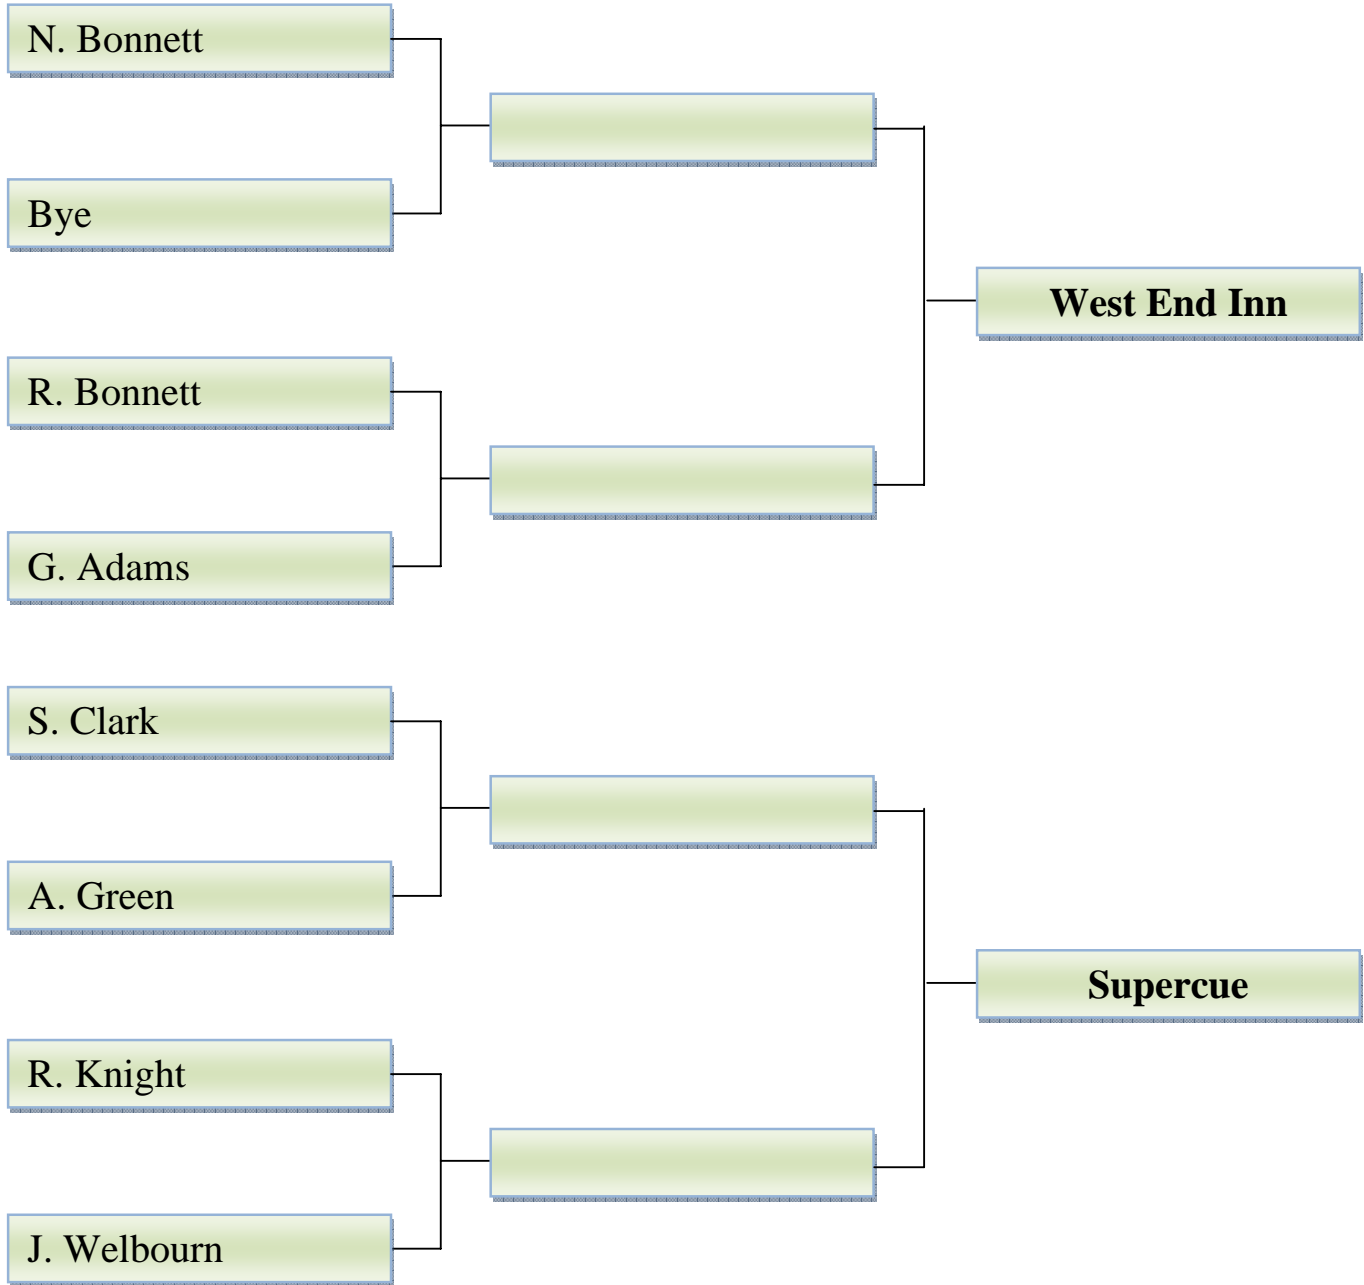 N. Bonnett
Bye
West End Inn
R. Bonnett
G. Adams
S. Clark
A. Green
Supercue
R. Knight
J. Welbourn